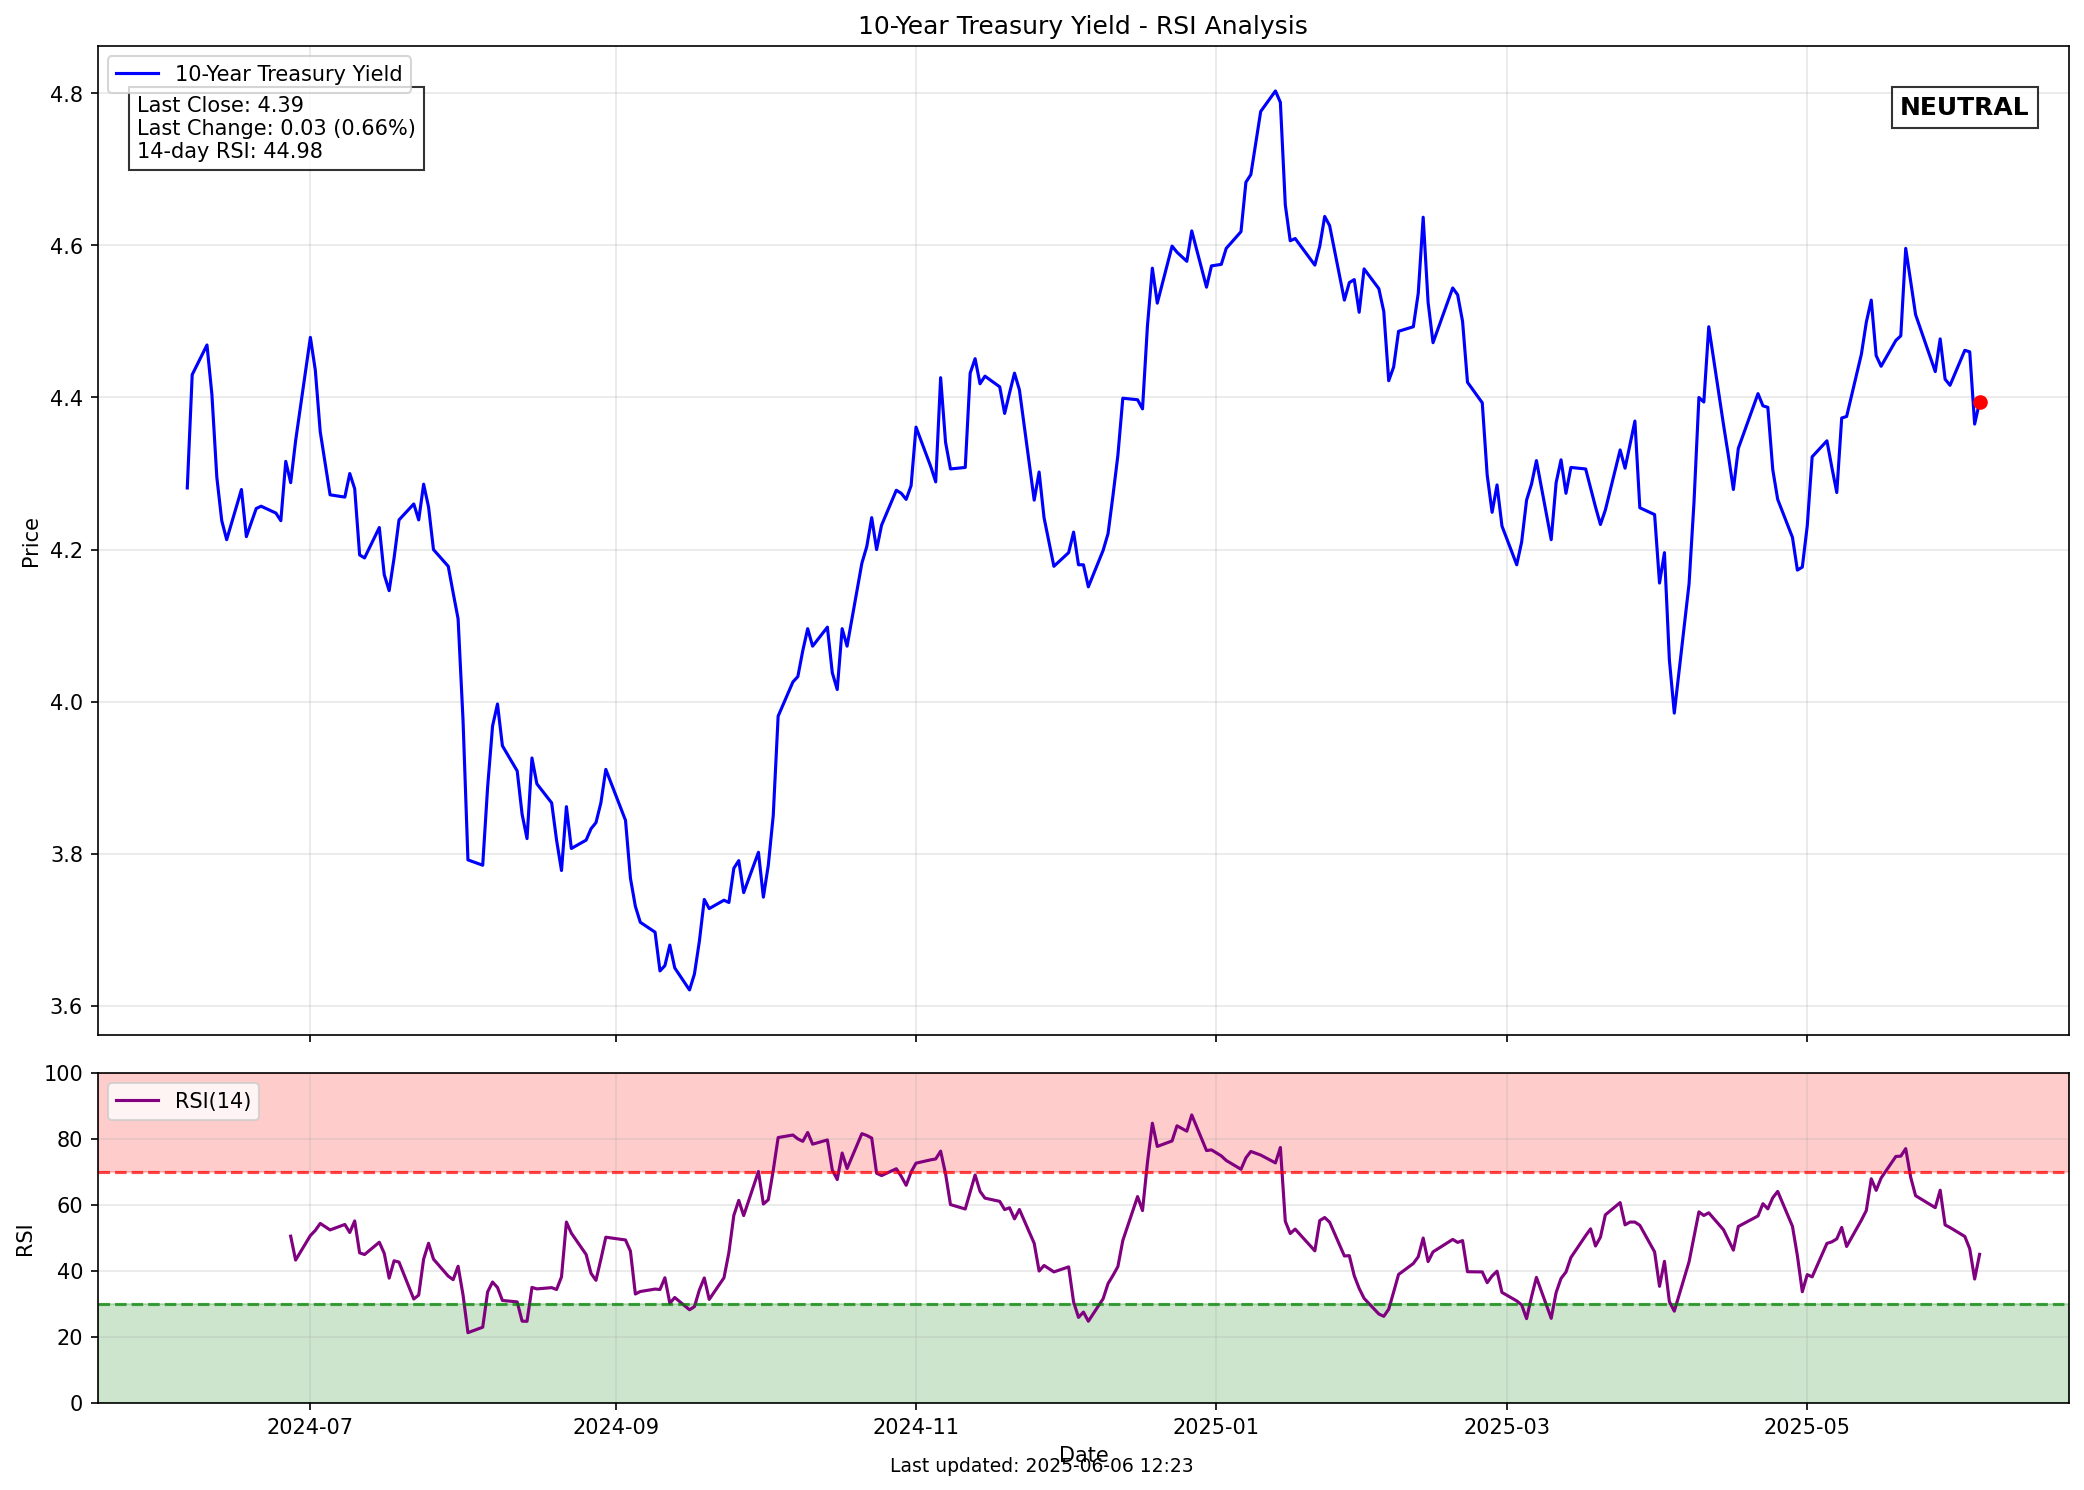 10-Year Treasury Yield - RSI Analysis
10-Year Treasury Yield
Last Close: 4.39
Last Change: 0.03 (0.66%)
14-day RSI: 44.98
NEUTRAL
Price
4.8
4.6
4.4
4.2
4.0
3.8
3.6
RSI(14)
RSI
100
80
60
40
20
0
2024-07
2024-09
2024-11
2025-01
2025-03
2025-05
Date
Last updated: 2025-06-06 12:23